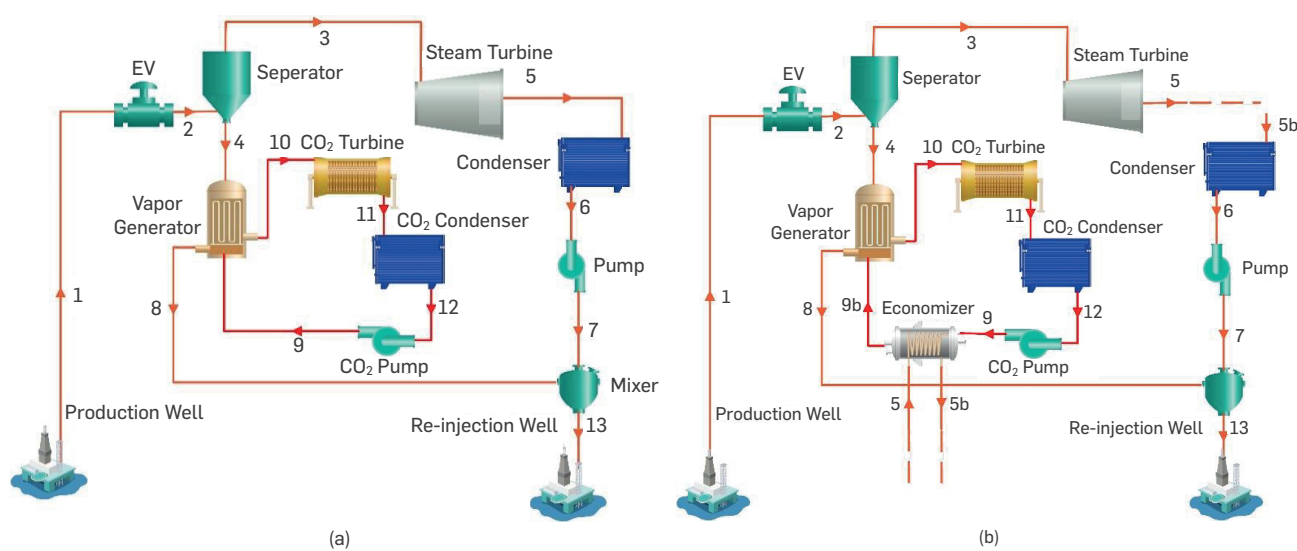 3
Steam Turbine
EV
Seperator
5
2
4
10
CO₂ Turbine
Condenser
Vapor
Generator
11
CO₂ Condenser
6
Pump
1
8
12
9
7
CO₂ Pump
Mixer
Production Well
Re-injection Well
13
(a)
3
Steam Turbine
EV
Seperator
5
2
5b
4
10
CO₂ Turbine
Condenser
Vapor
Generator
11
CO₂ Condenser
6
Pump
1
8
9b
Economizer
9
12
7
CO₂ Pump
5
5b
Production Well
Re-injection Well
13
(b)